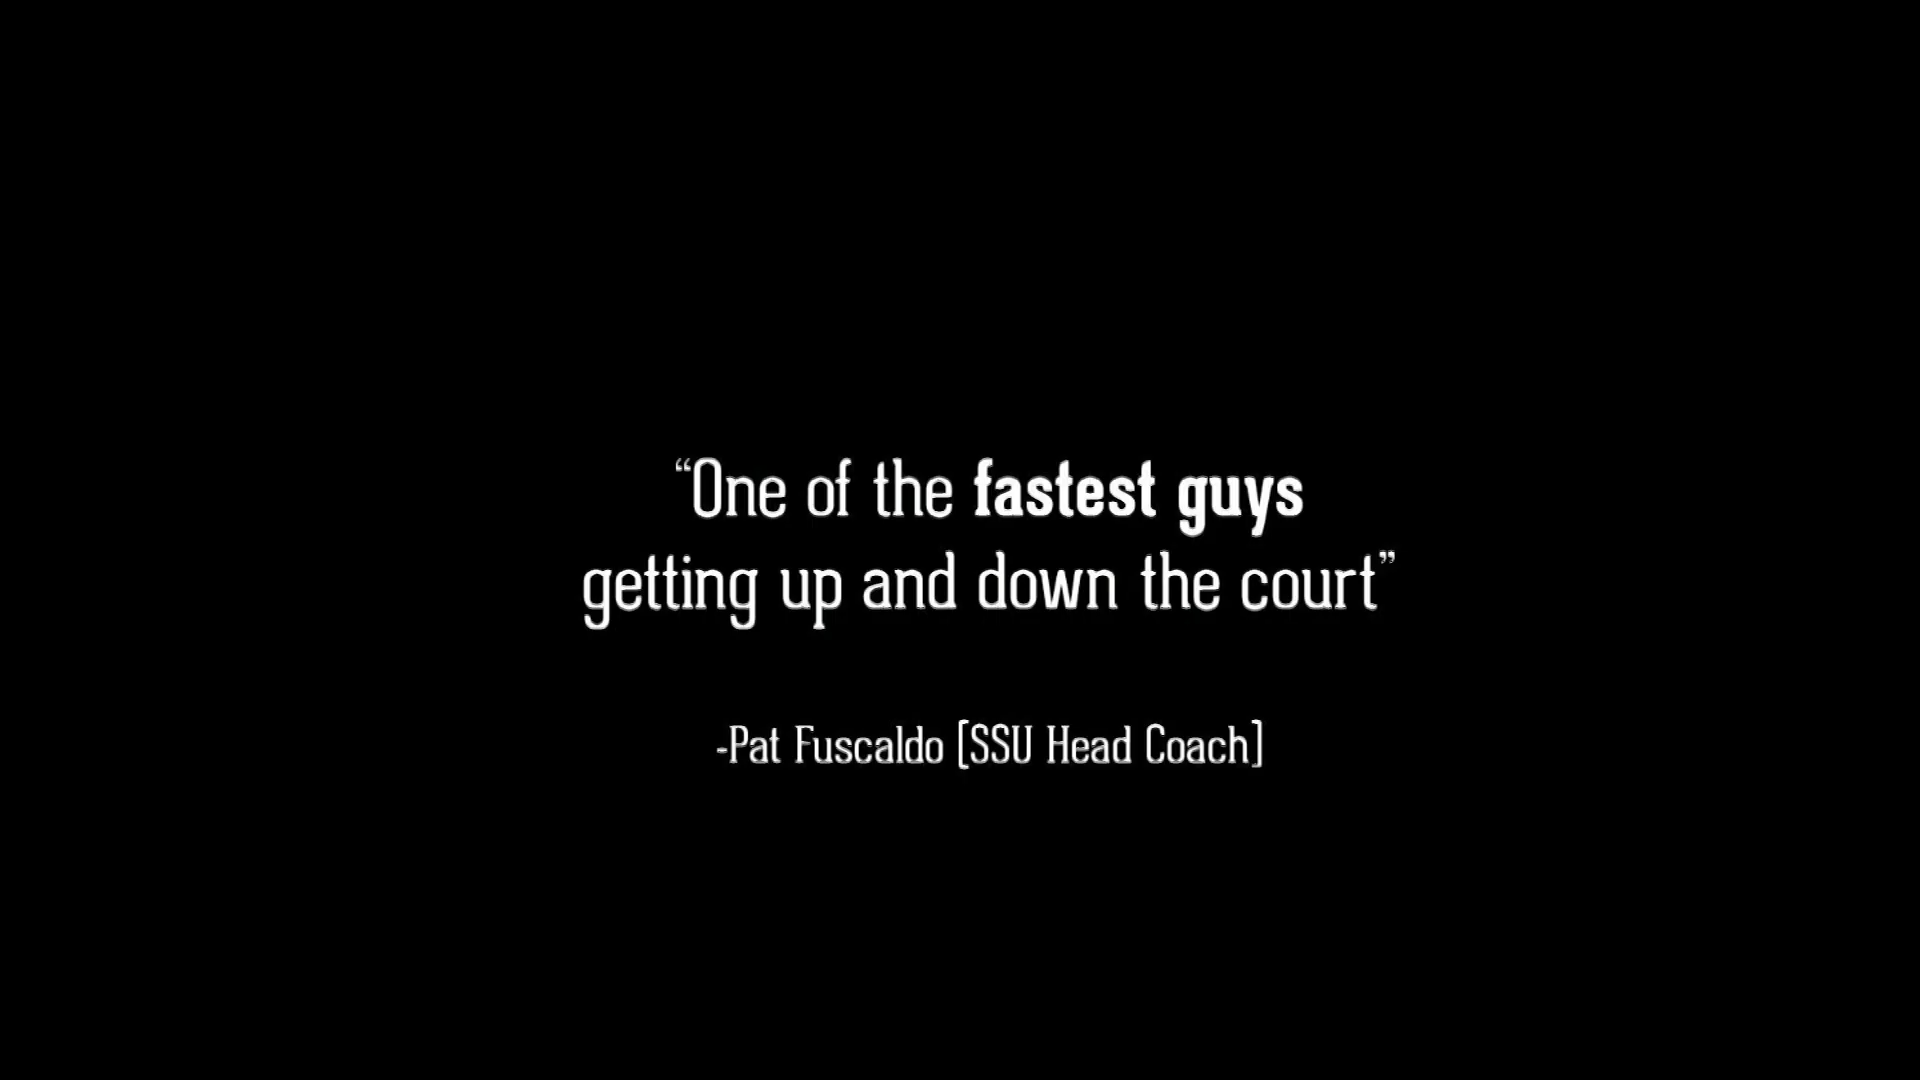 “One of the fastest guys
getting up and down the court”
-Pat Fuscaldo [SSU Head Coach]